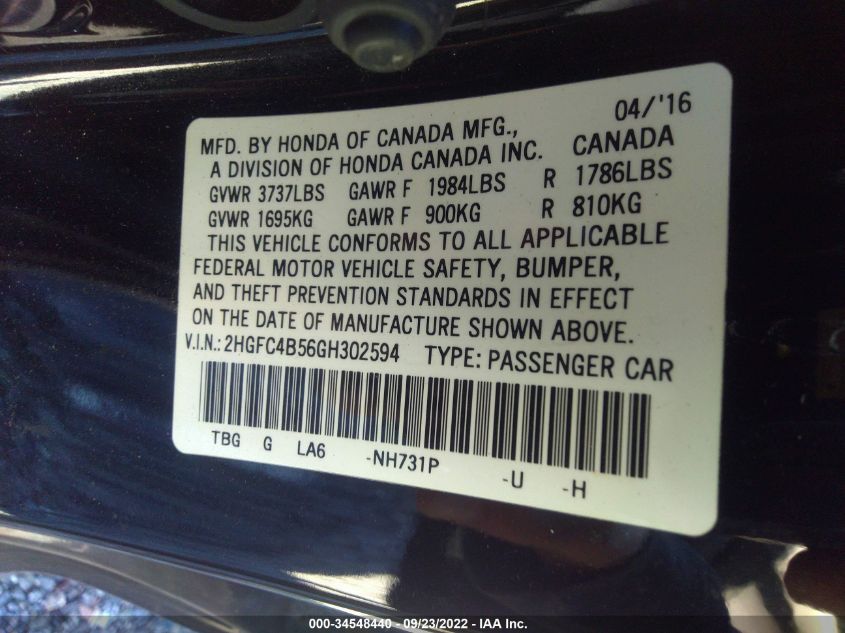 04/'16
MFD. BY HONDA OF CANADA MFG.,
A DIVISION OF HONDA CANADA INC. CANADA
GVWR 3737LBS GAWR F 1984LBS R 1786LBS
GVWR 1695KG GAWR F 900KG R 810KG
THIS VEHICLE CONFORMS TO ALL APPLICABLE
FEDERAL MOTOR VEHICLE SAFETY, BUMPER,
AND THEFT PREVENTION STANDARDS IN EFFECT
ON THE DATE OF MANUFACTURE SHOWN ABOVE.
V.I.N.: 2HGFC4B56GH302594 TYPE: PASSENGER CAR
TBG G LA6 -NH731P -U -H
000-34548440 - 09/23/2022 - IAA Inc.